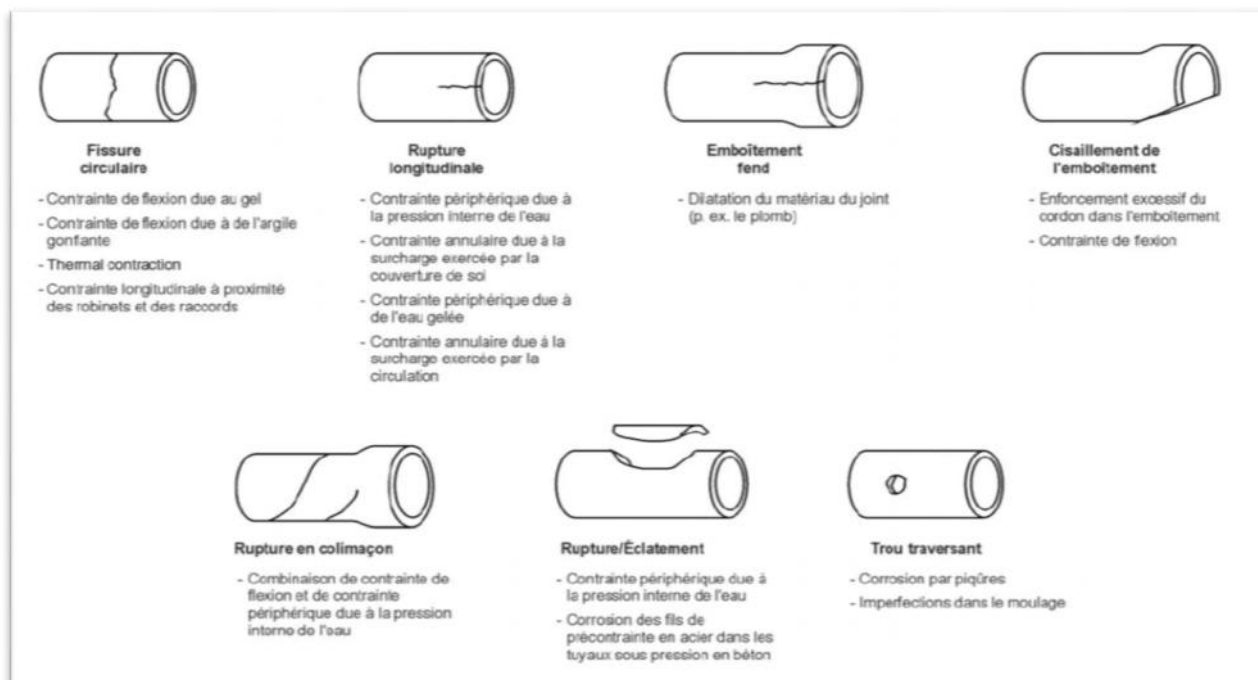 Fissure
circulaire
- Contrainte de flexion due au gel
- Contrainte de flexion due à de l'argile
gonflante
- Thermal contraction
- Contrainte longitudinale à proximité
des robinets et des raccords
Rupture
longitudinale
- Contrainte périphérique due à
la pression interne de l'eau
- Contrainte annulaire due à la
surcharge exercée par la
couverture de sol
- Contrainte périphérique due à
de l'eau gelée
- Contrainte annulaire due à la
surcharge exercée par la
circulation
Emboîtement
fend
- Dilatation du matériau du joint
(p. ex. le plomb)
Cisaillement de
l'emboîtement
- Enfoncement excessif du
cordon dans l'emboîtement
- Contrainte de flexion
Rupture en colimaçon
- Combinaison de contrainte de
flexion et de contrainte
périphérique due à la pression
interne de l'eau
Rupture/Éclatement
- Contrainte périphérique due à
la pression interne de l'eau
- Corrosion des fils de
précontrainte en acier dans les
tuyaux sous pression en béton
Trou traversant
- Corrosion par piqûres
- Imperfections dans le moulage